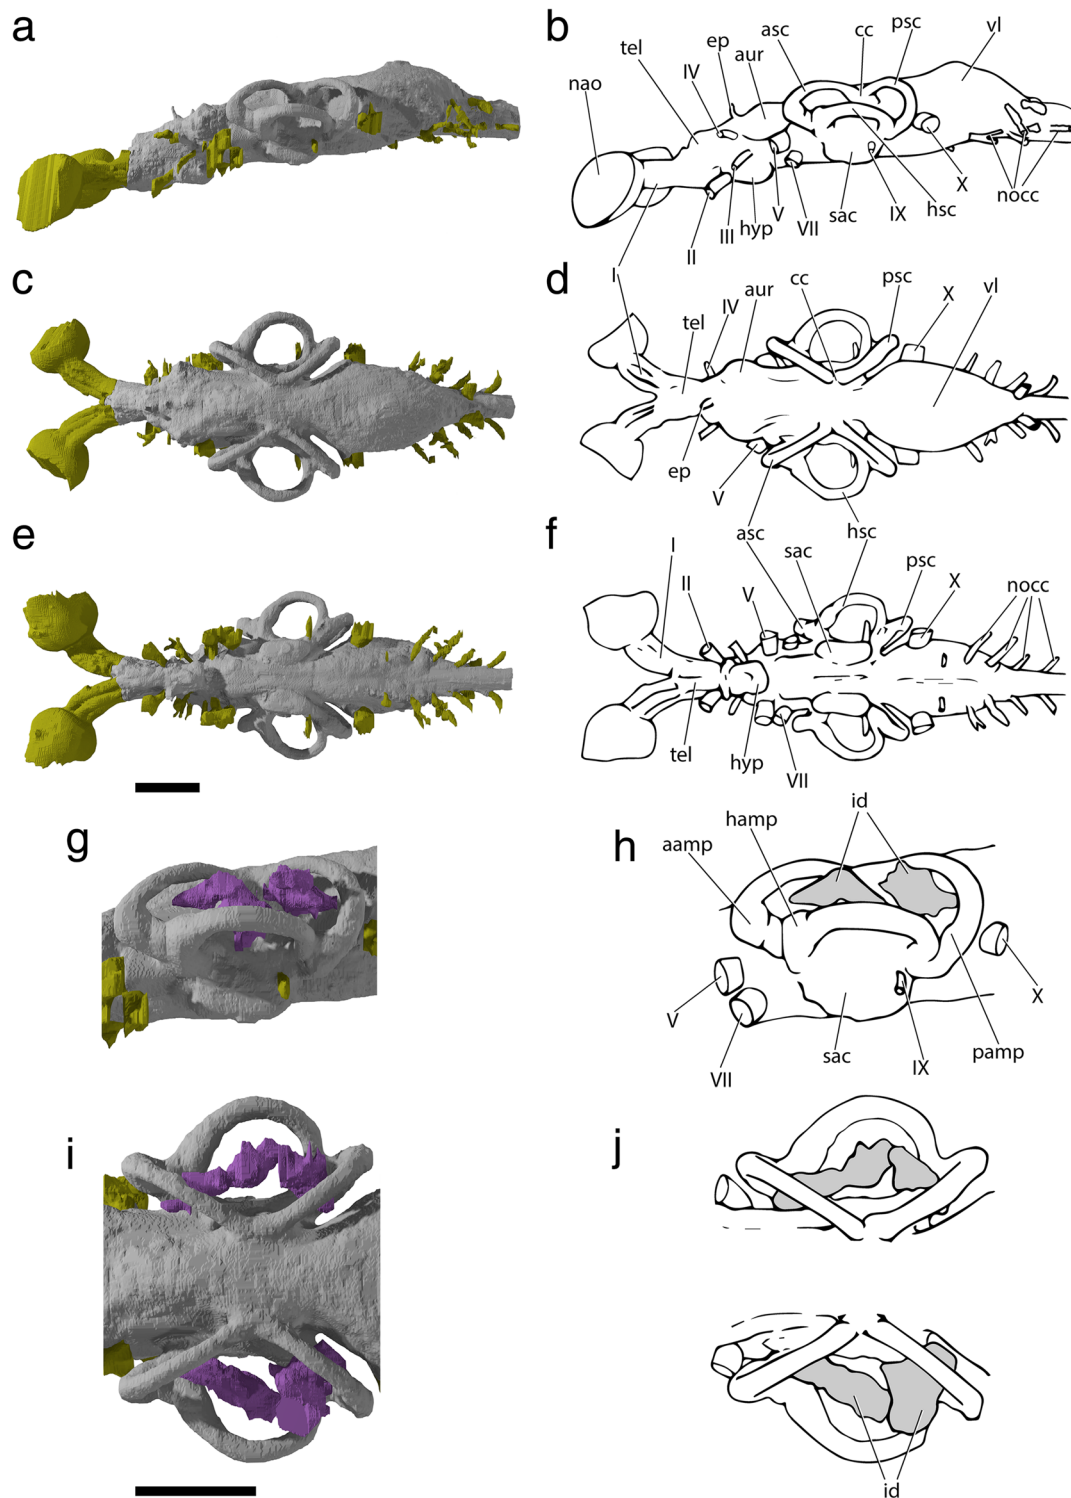 a
b
tel
IV
ep
aur
asc
cc
psc
vl
nao
I
II
III
hyp
V
VII
sac
IX
hsc
X
nocc
c
d
tel
IV
aur
cc
psc
X
vl
ep
V
asc
hsc
e
f
I
II
V
sac
psc
X
nocc
tel
hyp
VII
g
h
aamp
hamp
id
V
VII
sac
IX
pamp
X
i
j
id